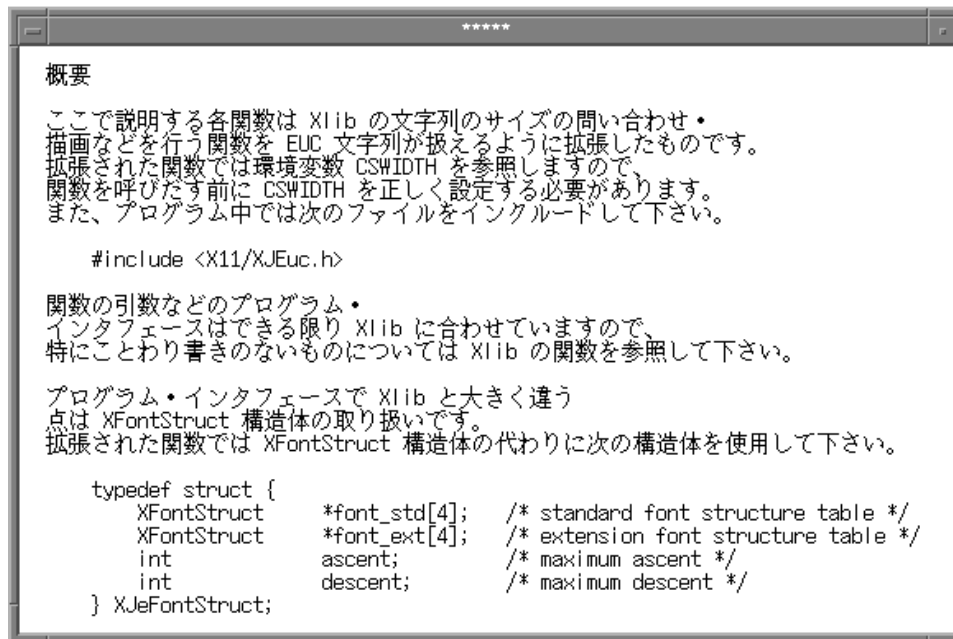 *****
概要
ここで説明する各関数は Xlib の文字列のサイズの問い合わせ・
描画などを行う関数を EUC 文字列が扱えるように拡張したものです。
拡張された関数では環境変数 CSWIDTH を参照しますので、
関数を呼びだす前に CSWIDTH を正しく設定する必要があります。
また、プログラム中では次のファイルをインクルードして下さい。
#include <X11/XJEuc.h>
関数の引数などのプログラム・
インタフェースはできる限り Xlib に合わせていますので、
特にことわり書きのないものについては Xlib の関数を参照して下さい。
プログラム・インタフェースで Xlib と大きく違う
点は XFontStruct 構造体の取り扱いです。
拡張された関数では XFontStruct 構造体の代わりに次の構造体を使用して下さい。
typedef struct {
XFontStruct *font_std[4]; /* standard font structure table */
XFontStruct *font_ext[4]; /* extension font structure table */
int ascent; /* maximum ascent */
int descent; /* maximum descent */
} XJeFontStruct;